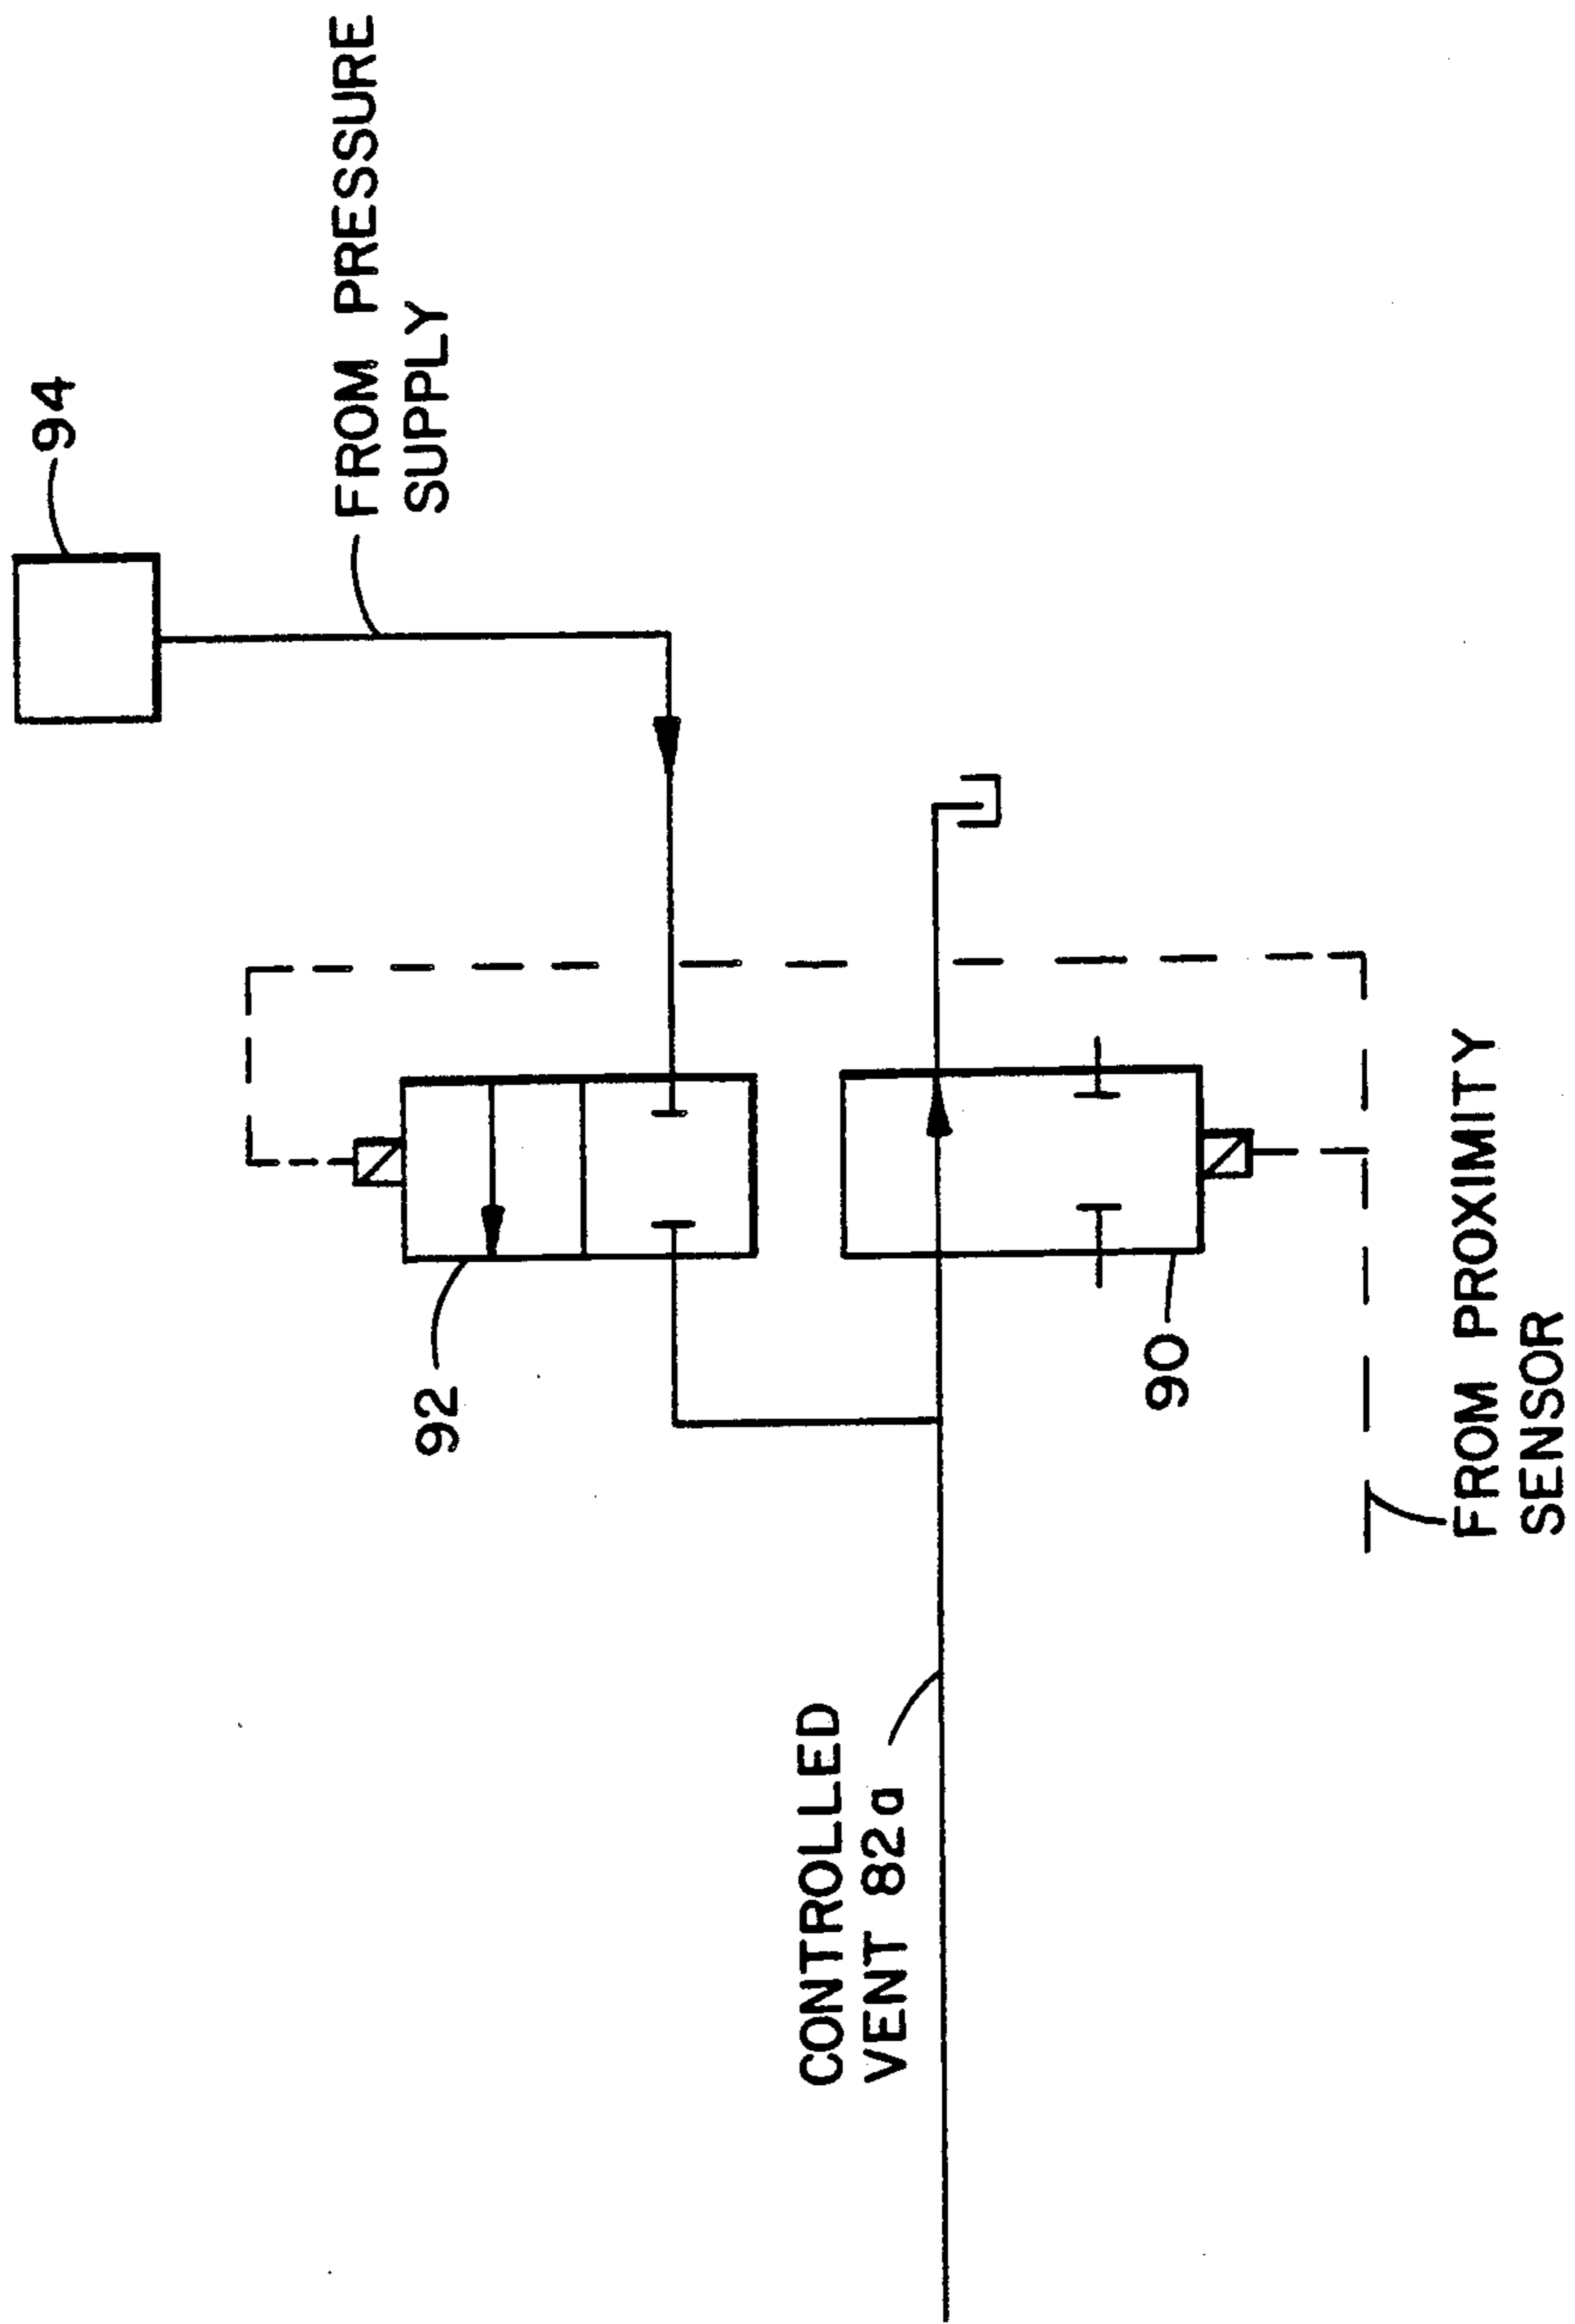 94
FROM PRESSURE
SUPPLY
92
90
CONTROLLED
VENT 82a
FROM PROXIMITY
SENSOR